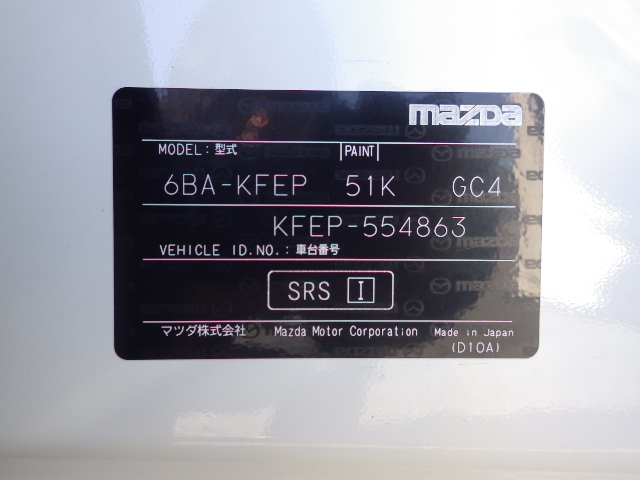 mazda
MODEL: 型式 PAINT
6BA-KFEP 51K GC4
KFEP-554863
VEHICLE ID.NO.: 車台番号
SRS I
マツダ株式会社 Mazda Motor Corporation Made in Japan
(D10A)